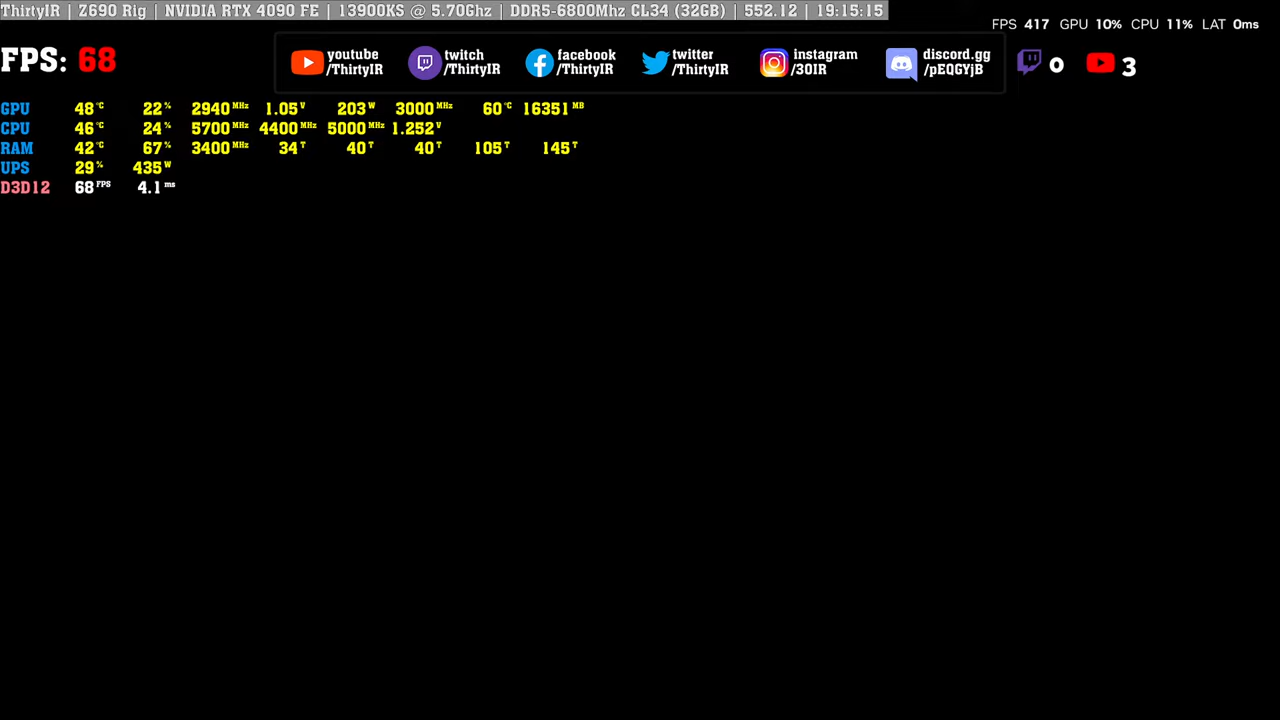 ThirtyIR | Z690 Rig | NVIDIA RTX 4090 FE | 13900KS @ 5.70Ghz | DDR5-6800Mhz CL34 (32GB) | 552.12 | 19:15:15
FPS 417 GPU 10% CPU 11% LAT 0ms
FPS: 68
youtube /ThirtyIR
twitch /ThirtyIR
facebook /ThirtyIR
twitter /ThirtyIR
instagram /30IR
discord.gg /pEQGYjB
0
3
GPU 48 °C 22 % 2940 MHz 1.05 V 203 W 3000 MHz 60 °C 16351 MB
CPU 46 °C 24 % 5700 MHz 4400 MHz 5000 MHz 1.252 V
RAM 42 °C 67 % 3400 MHz 34 T 40 T 40 T 105 T 145 T
UPS 29 % 435 W
D3D12 68 FPS 4.1 ms